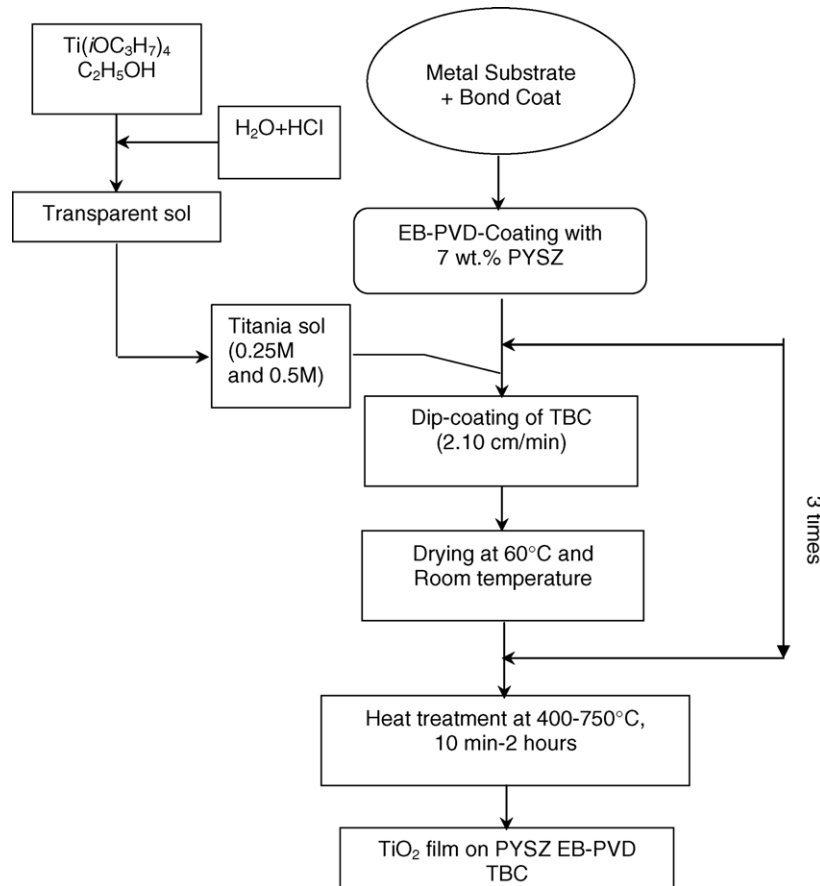 Ti(iOC₃H₇)₄
C₂H₅OH
H₂O+HCl
Transparent sol
Metal Substrate
+ Bond Coat
EB-PVD-Coating with
7 wt.% PYSZ
Titania sol
(0.25M
and 0.5M)
Dip-coating of TBC
(2.10 cm/min)
Drying at 60°C and
Room temperature
3 times
Heat treatment at 400-750°C,
10 min-2 hours
TiO₂ film on PYSZ EB-PVD
TBC